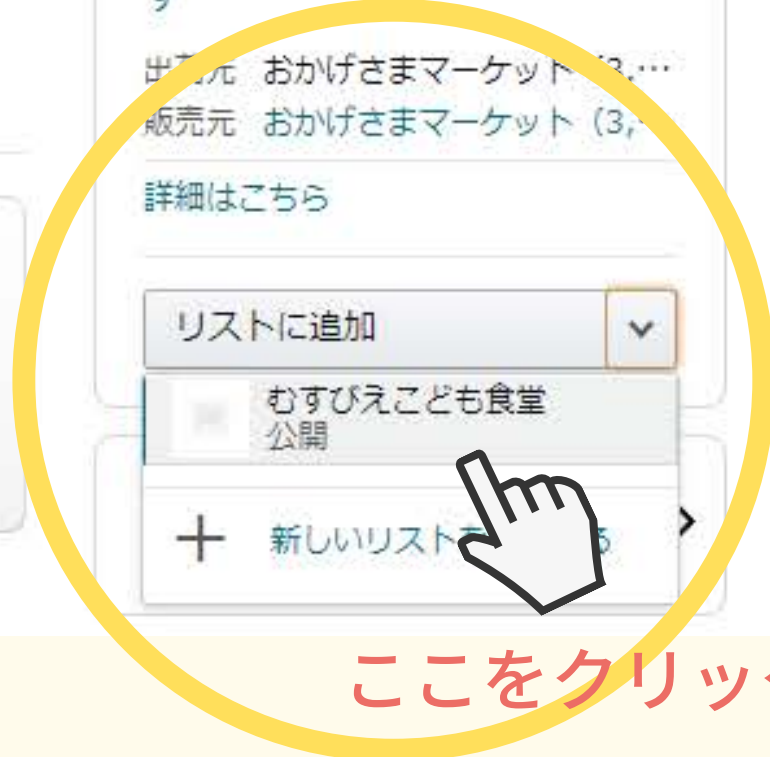 す
出荷元 おかげさまマーケット（3,…
販売元 おかげさまマーケット（3,
詳細はこちら
リストに追加
むすびえこども食堂
公開
新しいリスト
ここをクリッ